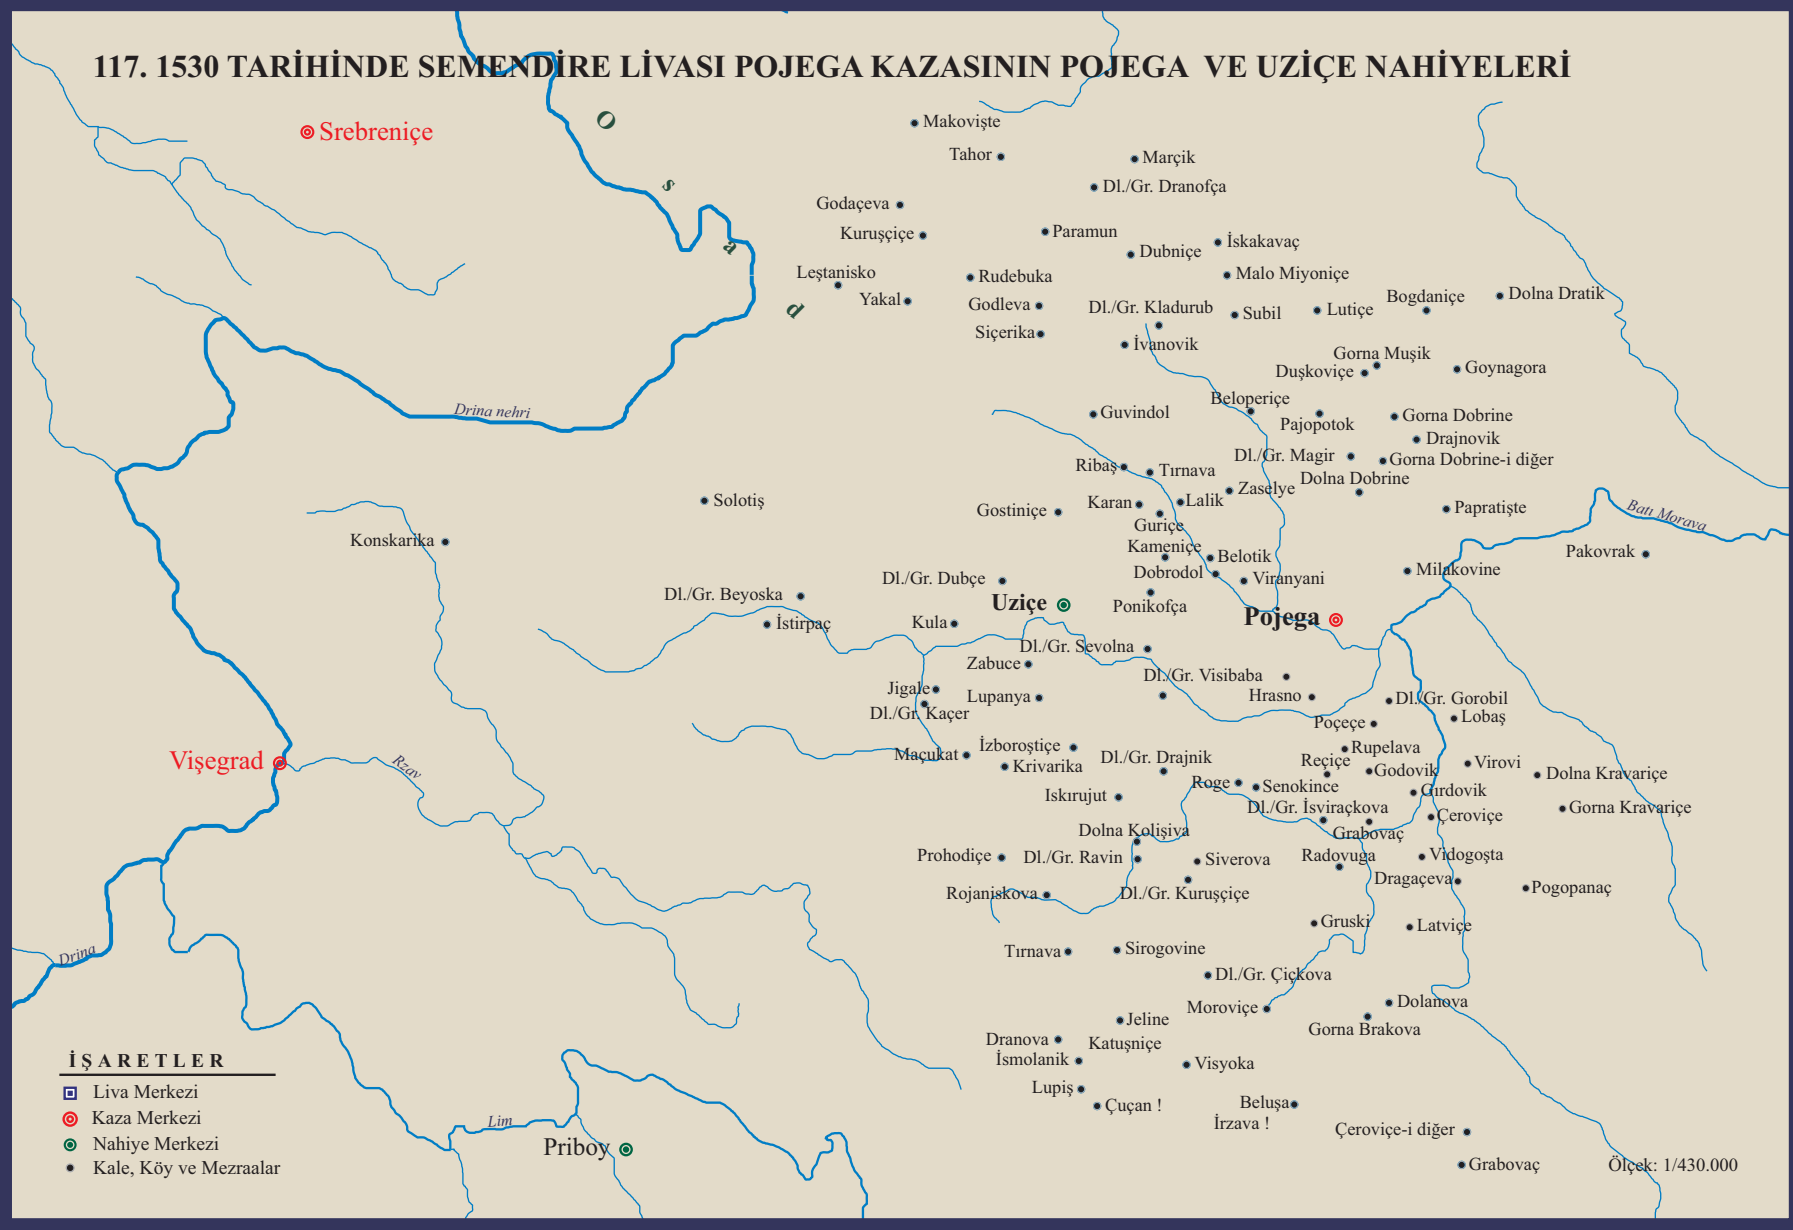 117. 1530 TARİHİNDE SEMENDİRE LİVASI POJEGA KAZASININ POJEGA VE UZİÇE NAHİYELERİ
Srebreniçe
O
s
a
d
Makovişte
Tahor
Marçik
Dl./Gr. Dranofça
Godaçeva
Kuruşçiçe
Paramun
İskakavaç
Dubniçe
Leştanisko
Rudebuka
Malo Miyoniçe
Yakal
Godleva
Dl./Gr. Kladurub
Subil
Lutiçe
Bogdaniçe
Dolna Dratik
Siçerika
İvanovik
Gorna Muşik
Duşkoviçe
Goynagora
Drina nehri
Guvindol
Beloperiçe
Pajopotok
Gorna Dobrine
Drajnovik
Dl./Gr. Magir
Gorna Dobrine-i diğer
Ribaş
Tırnava
Dolna Dobrine
Solotiş
Zaselye
Karan
Lalik
Gostiniçe
Guriçe
Papratişte
Batı Morava
Konskarika
Kameniçe
Belotik
Pakovrak
Dobrodol
Viranyani
Milakovine
Dl./Gr. Dubçe
Dl./Gr. Beyoska
Uziçe
Ponikofça
Pojega
İstirpaç
Kula
Dl./Gr. Sevolna
Zabuce
Dl./Gr. Visibaba
Jigale
Lupanya
Hrasno
Dl./Gr. Gorobil
Dl./Gr. Kaçer
Poçeçe
Lobaş
Vişegrad
Rzav
Maçukat
İzboroştiçe
Krivarika
Dl./Gr. Drajnik
Rupelava
Reçiçe
Godovik
Virovi
Dolna Kravariçe
Roge
Senokince
Iskırujut
Gırdovik
Dl./Gr. İsviraçkova
Gorna Kravariçe
Çeroviçe
Dolna Kolişiva
Grabovaç
Prohodiçe
Dl./Gr. Ravin
Siverova
Radovuga
Vidogoşta
Dragaçeva
Pogopanaç
Rojaniskova
Dl./Gr. Kuruşçiçe
Gruski
Latviçe
Drina
Tırnava
Sirogovine
Dl./Gr. Çiçkova
Moroviçe
Dolanova
Jeline
Gorna Brakova
Dranova
Katuşniçe
İsmolanik
Visyoka
Lupiş
Çuçan !
Beluşa
İrzava !
Çeroviçe-i diğer
Grabovaç
Lim
Priboy
İŞARETLER
Liva Merkezi
Kaza Merkezi
Nahiye Merkezi
Kale, Köy ve Mezraalar
Ölçek: 1/430.000